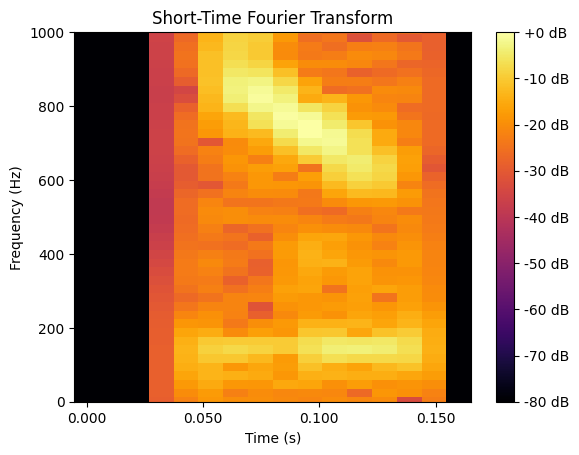 Short-Time Fourier Transform
1000
800
600
400
200
0
Frequency (Hz)
0.000
0.050
0.100
0.150
Time (s)
+0 dB
-10 dB
-20 dB
-30 dB
-40 dB
-50 dB
-60 dB
-70 dB
-80 dB